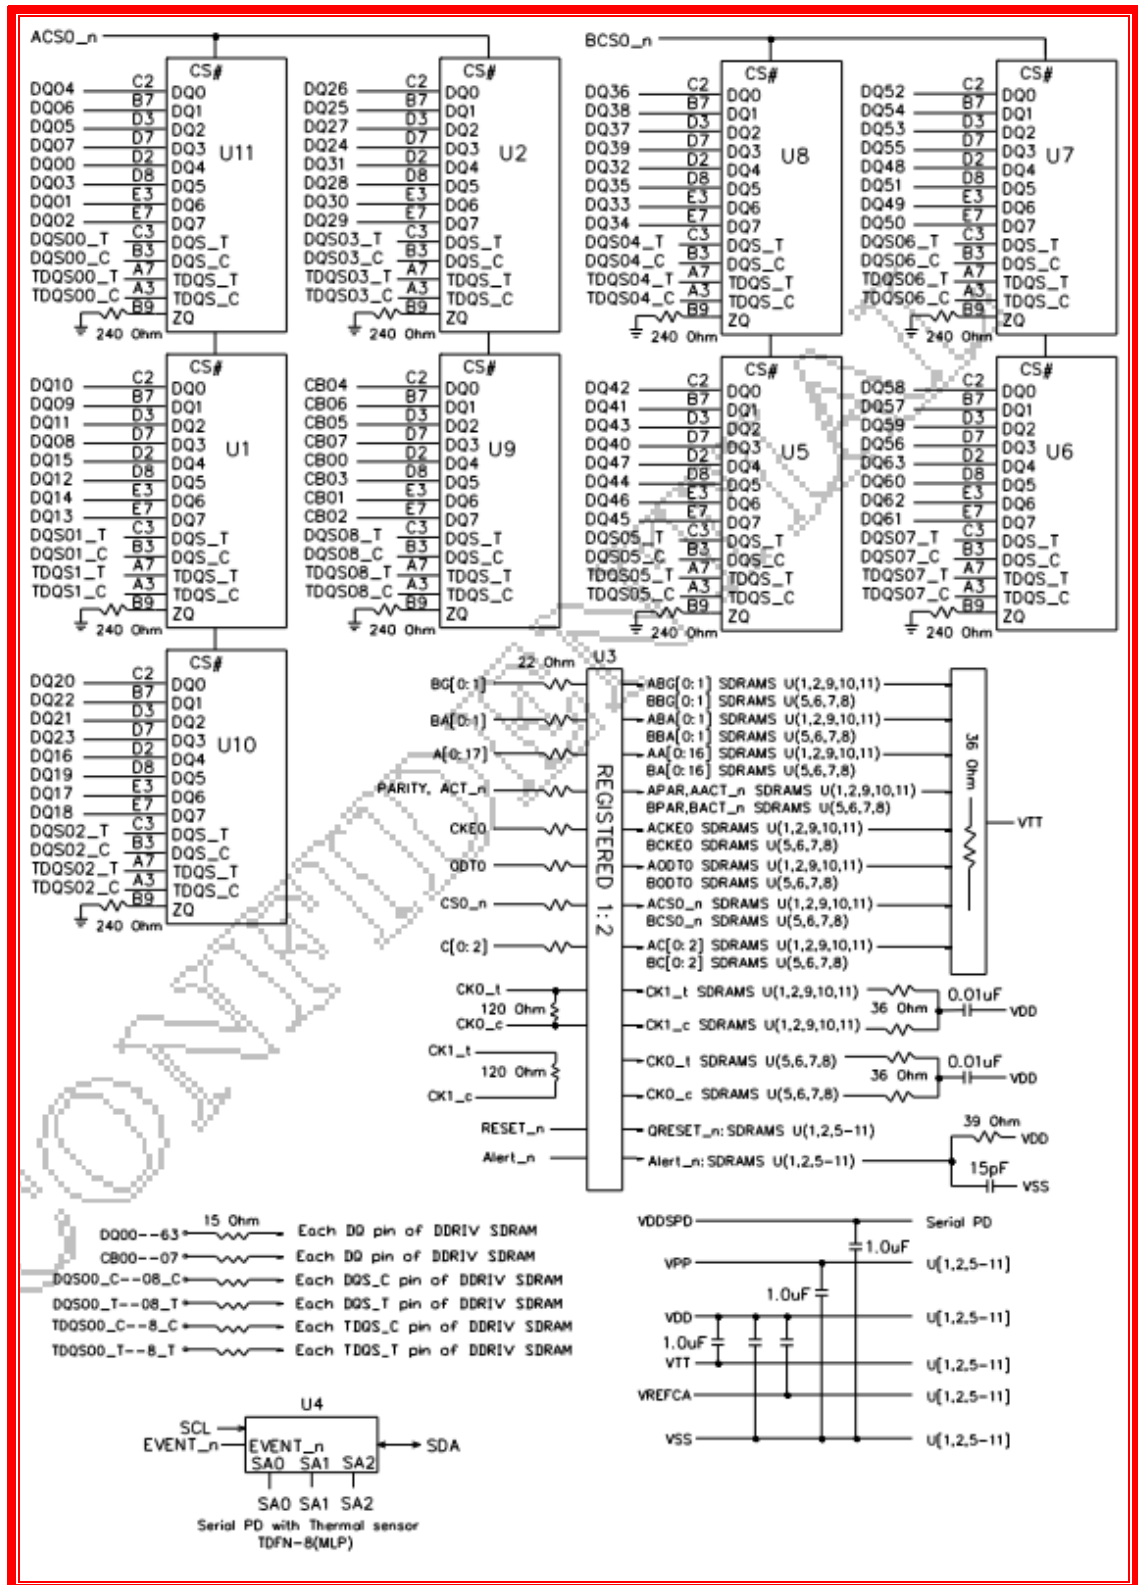 ACS0_n
CS#
DQ04 C2 DQ0
DQ06 B7 DQ1
DQ05 D3 DQ2
DQ07 D7 DQ3
DQ00 D2 DQ4
DQ03 D8 DQ5
DQ01 E3 DQ6
DQ02 E7 DQ7
DQS00_T C3 DQS_T
DQS00_C B3 DQS_C
TDQS00_T A7 TDQS_T
TDQS00_C A3 TDQS_C
B9 ZQ
240 Ohm
U11
CS#
DQ26 C2 DQ0
DQ25 B7 DQ1
DQ27 D3 DQ2
DQ24 D7 DQ3
DQ31 D2 DQ4
DQ28 D8 DQ5
DQ30 E3 DQ6
DQ29 E7 DQ7
DQS03_T C3 DQS_T
DQS03_C B3 DQS_C
TDQS03_T A7 TDQS_T
TDQS03_C A3 TDQS_C
B9 ZQ
240 Ohm
U2
BCS0_n
CS#
DQ36 C2 DQ0
DQ38 B7 DQ1
DQ37 D3 DQ2
DQ39 D7 DQ3
DQ32 D2 DQ4
DQ35 D8 DQ5
DQ33 E3 DQ6
DQ34 E7 DQ7
DQS04_T C3 DQS_T
DQS04_C B3 DQS_C
TDQS04_T A7 TDQS_T
TDQS04_C A3 TDQS_C
B9 ZQ
240 Ohm
U8
CS#
DQ52 C2 DQ0
DQ54 B7 DQ1
DQ53 D3 DQ2
DQ55 D7 DQ3
DQ48 D2 DQ4
DQ51 D8 DQ5
DQ49 E3 DQ6
DQ50 E7 DQ7
DQS06_T C3 DQS_T
DQS06_C B3 DQS_C
TDQS06_T A7 TDQS_T
TDQS06_C A3 TDQS_C
B9 ZQ
240 Ohm
U7
CS#
DQ10 C2 DQ0
DQ09 B7 DQ1
DQ11 D3 DQ2
DQ08 D7 DQ3
DQ15 D2 DQ4
DQ12 D8 DQ5
DQ14 E3 DQ6
DQ13 E7 DQ7
DQS01_T C3 DQS_T
DQS01_C B3 DQS_C
TDQS1_T A7 TDQS_T
TDQS1_C A3 TDQS_C
B9 ZQ
240 Ohm
U1
CS#
CB04 C2 DQ0
CB06 B7 DQ1
CB05 D3 DQ2
CB07 D7 DQ3
CB00 D2 DQ4
CB03 D8 DQ5
CB01 E3 DQ6
CB02 E7 DQ7
DQS08_T C3 DQS_T
DQS08_C B3 DQS_C
TDQS08_T A7 TDQS_T
TDQS08_C A3 TDQS_C
B9 ZQ
240 Ohm
U9
CS#
DQ42 C2 DQ0
DQ41 B7 DQ1
DQ43 D3 DQ2
DQ40 D7 DQ3
DQ47 D2 DQ4
DQ44 D8 DQ5
DQ46 E3 DQ6
DQ45 E7 DQ7
DQS05_T C3 DQS_T
DQS05_C B3 DQS_C
TDQS05_T A7 TDQS_T
TDQS05_C A3 TDQS_C
B9 ZQ
240 Ohm
U5
CS#
DQ58 C2 DQ0
DQ57 B7 DQ1
DQ59 D3 DQ2
DQ56 D7 DQ3
DQ63 D2 DQ4
DQ60 D8 DQ5
DQ62 E3 DQ6
DQ61 E7 DQ7
DQS07_T C3 DQS_T
DQS07_C B3 DQS_C
TDQS07_T A7 TDQS_T
TDQS07_C A3 TDQS_C
B9 ZQ
240 Ohm
U6
CS#
DQ20 C2 DQ0
DQ22 B7 DQ1
DQ21 D3 DQ2
DQ23 D7 DQ3
DQ16 D2 DQ4
DQ19 D8 DQ5
DQ17 E3 DQ6
DQ18 E7 DQ7
DQS02_T C3 DQS_T
DQS02_C B3 DQS_C
TDQS02_T A7 TDQS_T
TDQS02_C A3 TDQS_C
B9 ZQ
240 Ohm
U10
22 Ohm U3
BG[0:1] ABG[0:1] SDRAMS U(1,2,9,10,11)
BBG[0:1] SDRAMS U(5,6,7,8)
BA[0:1] ABA[0:1] SDRAMS U(1,2,9,10,11)
BBA[0:1] SDRAMS U(5,6,7,8)
A[0:17] AA[0:16] SDRAMS U(1,2,9,10,11)
BA[0:16] SDRAMS U(5,6,7,8)
PARITY, ACT_n APAR,AACT_n SDRAMS U(1,2,9,10,11)
BPAR,BACT_n SDRAMS U(5,6,7,8)
CKE0 ACKE0 SDRAMS U(1,2,9,10,11)
BCKE0 SDRAMS U(5,6,7,8)
ODT0 AODT0 SDRAMS U(1,2,9,10,11)
BODT0 SDRAMS U(5,6,7,8)
CS0_n ACS0_n SDRAMS U(1,2,9,10,11)
BCS0_n SDRAMS U(5,6,7,8)
C[0:2] AC[0:2] SDRAMS U(1,2,9,10,11)
BC[0:2] SDRAMS U(5,6,7,8)
REGISTERED 1:2
36 Ohm
VTT
CK0_t CK1_t SDRAMS U(1,2,9,10,11) 0.01uF
120 Ohm 36 Ohm VDD
CK0_c CK1_c SDRAMS U(1,2,9,10,11)
CK1_t CK0_t SDRAMS U(5,6,7,8) 0.01uF
120 Ohm 36 Ohm VDD
CK1_c CK0_c SDRAMS U(5,6,7,8)
RESET_n QRESET_n:SDRAMS U(1,2,5-11)
39 Ohm VDD
Alert_n Alert_n:SDRAMS U(1,2,5-11)
15pF VSS
15 Ohm
DQ00--63 Each DQ pin of DDRIV SDRAM
CB00--07 Each DQ pin of DDRIV SDRAM
DQS00_C--08_C Each DQS_C pin of DDRIV SDRAM
DQS00_T--08_T Each DQS_T pin of DDRIV SDRAM
TDQS00_C--8_C Each TDQS_C pin of DDRIV SDRAM
TDQS00_T--8_T Each TDQS_T pin of DDRIV SDRAM
VDDSPD Serial PD
1.0uF
VPP U[1,2,5-11]
1.0uF
VDD U[1,2,5-11]
1.0uF
VTT U[1,2,5-11]
VREFCA U[1,2,5-11]
VSS U[1,2,5-11]
U4
SCL
EVENT_n EVENT_n SDA
SA0 SA1 SA2
SA0 SA1 SA2
Serial PD with Thermal sensor
TDFN-8(MLP)
CONFIDENTIAL